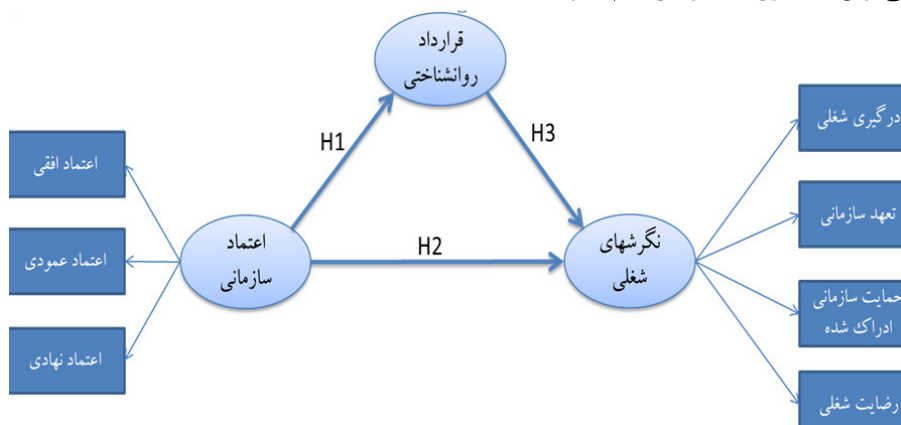 قرارداد
روانشناختی
H1
H3
H2
اعتماد
سازمانی
نگرشهای
شغلی
اعتماد افقی
اعتماد عمودی
اعتماد نهادی
درگیری شغلی
تعهد سازمانی
حمایت سازمانی
ادراک شده
رضایت شغلی